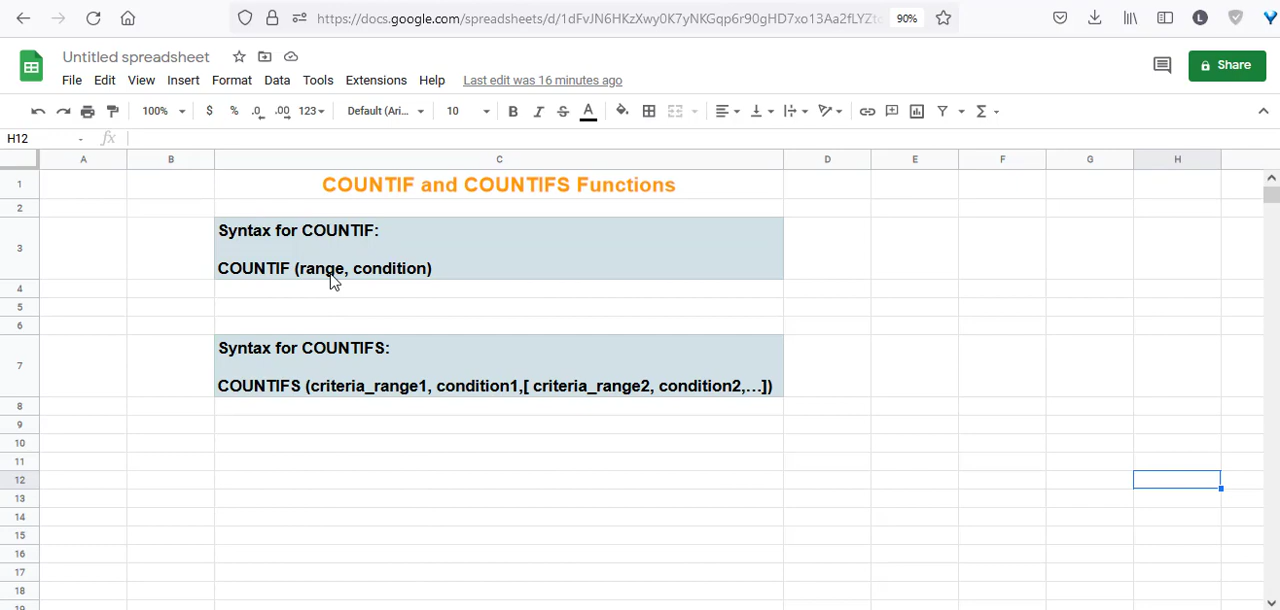 https://docs.google.com/spreadsheets/d/1dFvJN6HKzXwy0K7yNKGqp6r90gHD7xo13Aa2fLYZt
90%
L
Untitled spreadsheet
File Edit View Insert Format Data Tools Extensions Help Last edit was 16 minutes ago
Share
100% $ % .0 .00 123 Default (Ari... 10 B I S A Σ
H12 fx
A B C D E F G H
1 COUNTIF and COUNTIFS Functions
2
Syntax for COUNTIF:
3
COUNTIF (range, condition)
4
5
6
Syntax for COUNTIFS:
7
COUNTIFS (criteria_range1, condition1,[ criteria_range2, condition2,...])
8
9
10
11
12
13
14
15
16
17
18
19